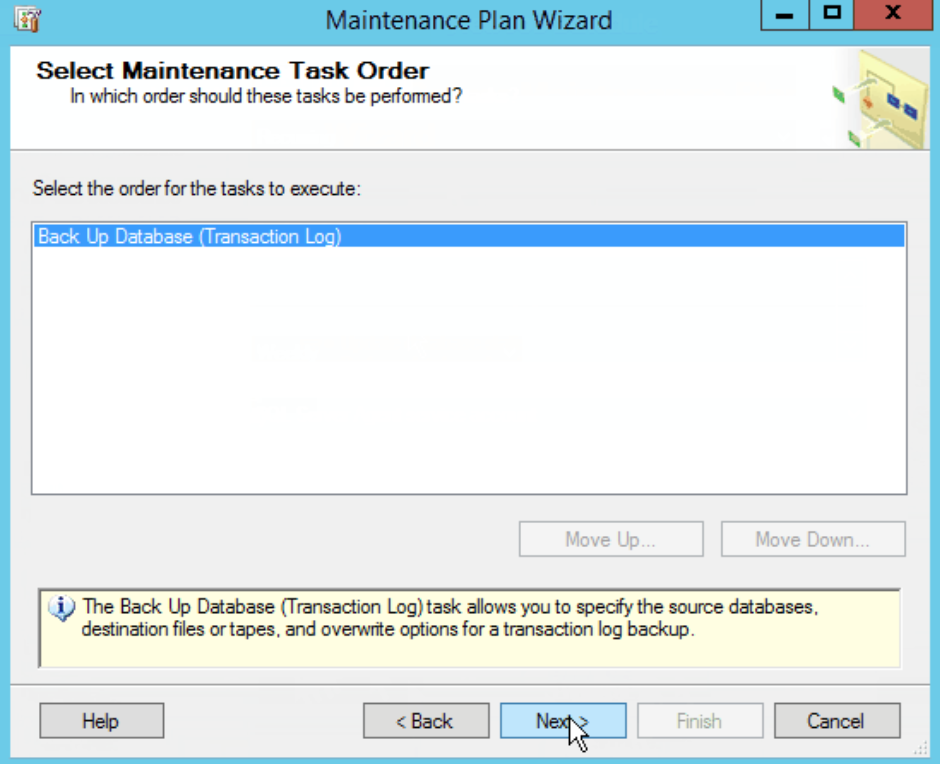 Maintenance Plan Wizard
Select Maintenance Task Order
In which order should these tasks be performed?
Select the order for the tasks to execute:
Back Up Database (Transaction Log)
Move Up...
Move Down...
The Back Up Database (Transaction Log) task allows you to specify the source databases,
destination files or tapes, and overwrite options for a transaction log backup.
Help
< Back
Next >
Finish
Cancel